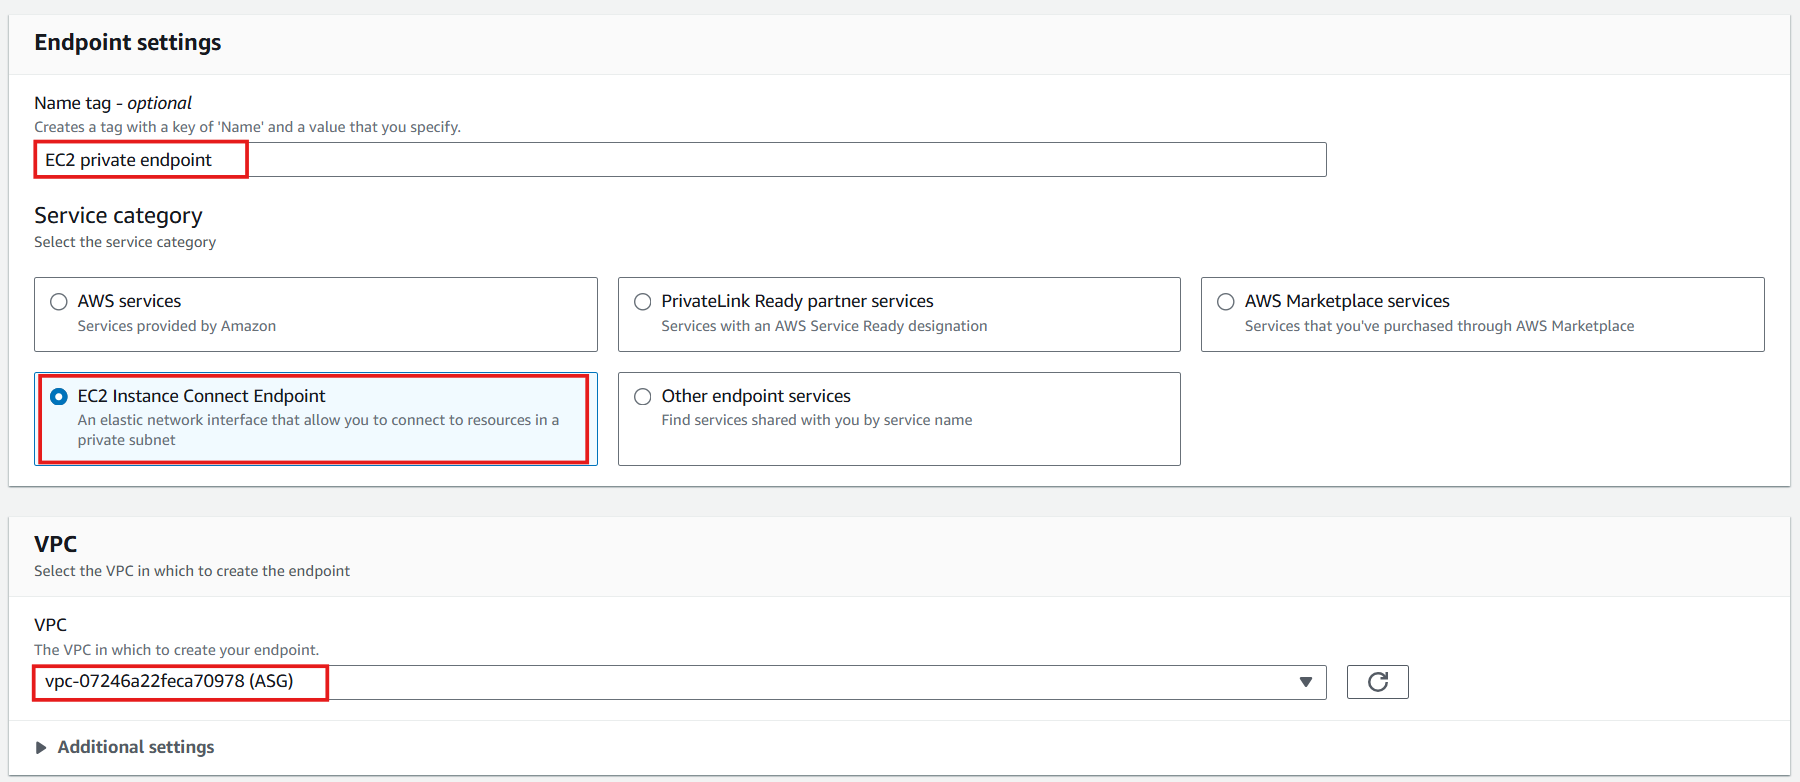 Endpoint settings
Name tag - optional
Creates a tag with a key of 'Name' and a value that you specify.
EC2 private endpoint
Service category
Select the service category
AWS services
Services provided by Amazon
PrivateLink Ready partner services
Services with an AWS Service Ready designation
AWS Marketplace services
Services that you've purchased through AWS Marketplace
EC2 Instance Connect Endpoint
An elastic network interface that allow you to connect to resources in a
private subnet
Other endpoint services
Find services shared with you by service name
VPC
Select the VPC in which to create the endpoint
VPC
The VPC in which to create your endpoint.
vpc-07246a22feca70978 (ASG)
Additional settings